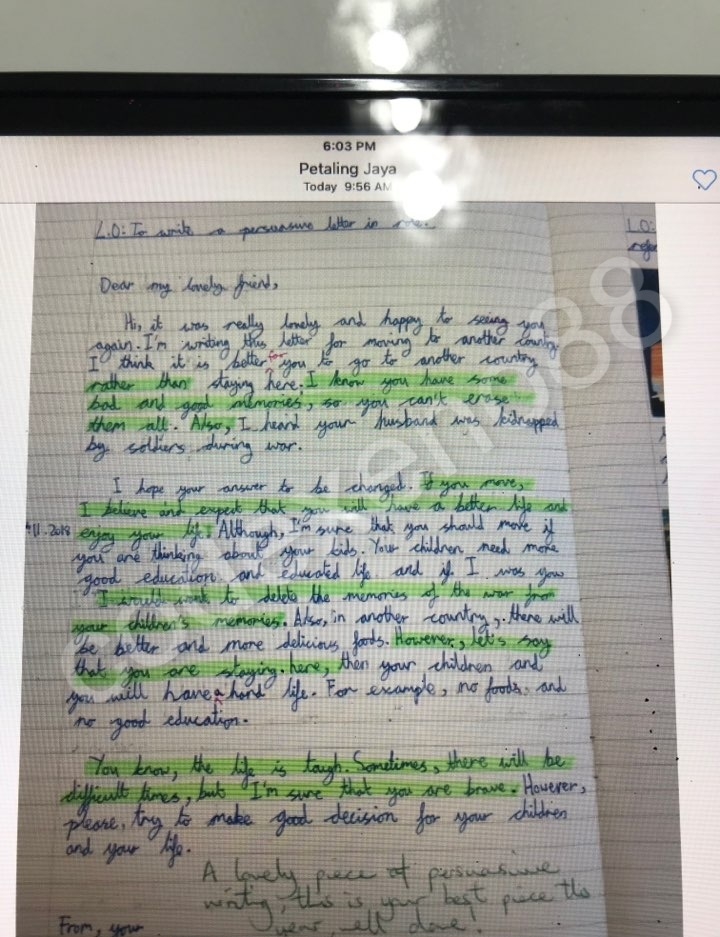 6:03 PM
Petaling Jaya
Today 9:56 AM
L.O: To write a persuasive letter in role.
L.O:
Dear my lovely friend,
Hi, it was really lonely and happy to seeing you
again. I'm writing this letter for moving to another country.
I think it is better for you to go to another country
rather than staying here. I know you have some
bad and good memories, so you can't erase
them all. Also, I heard your husband was kidnapped
by soldiers during war.
I hope your answer to be changed. If you move,
I believe and expect that you will have a better life and
11.2018
enjoy your life. Although, I'm sure that you should move if
you are thinking about your kids. Your children need more
good education and educated life and if I was you
I would want to delete the memories of the war from
your children's memories. Also, in another country, there will
be better and more delicious foods. However, let's say
that you are staying here, then your children and
you will have a hard life. For example, no foods and
no good education.
You know, the life is tough. Sometimes, there will be
difficult times, but I'm sure that you are brave. However,
please, try to make good decision for your children
and your life.
A lovely piece of persuasive
writing, this is your best piece this
year, well done.
From, your